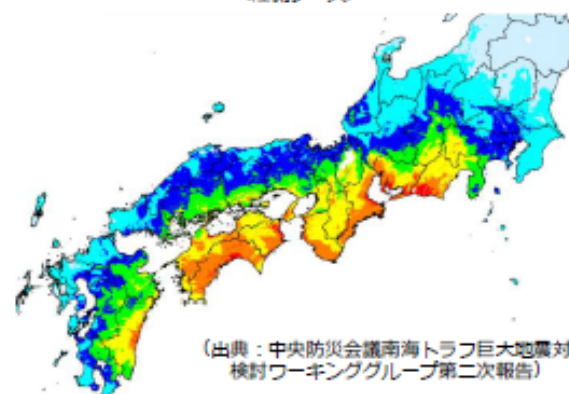 （出典：中央防災会議南海トラフ巨大地震対
検討ワーキンググループ第二次報告）